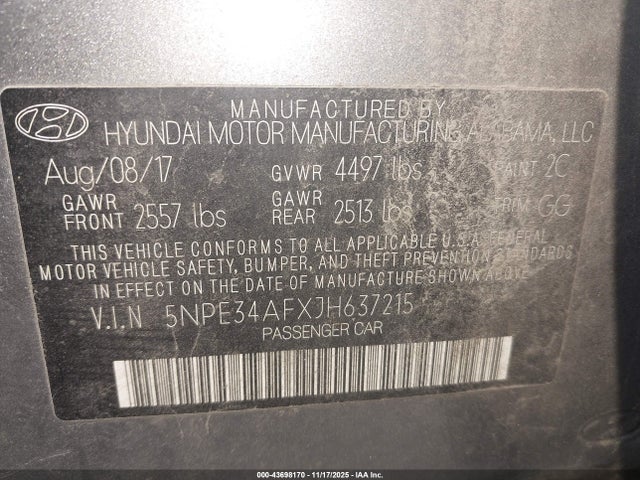 MANUFACTURED BY
HYUNDAI MOTOR MANUFACTURING ALABAMA, LLC
Aug/08/17 GVWR 4497 lbs PAINT 2C
GAWR FRONT 2557 lbs GAWR REAR 2513 lbs TRIM GG
THIS VEHICLE CONFORMS TO ALL APPLICABLE U.S.A. FEDERAL
MOTOR VEHICLE SAFETY, BUMPER, AND THEFT PREVENTION STANDARDS
IN EFFECT ON THE DATE OF MANUFACTURE SHOWN ABOVE.
V.I.N 5NPE34AFXJH637215
PASSENGER CAR
000-43698170 - 11/17/2025 - IAA Inc.